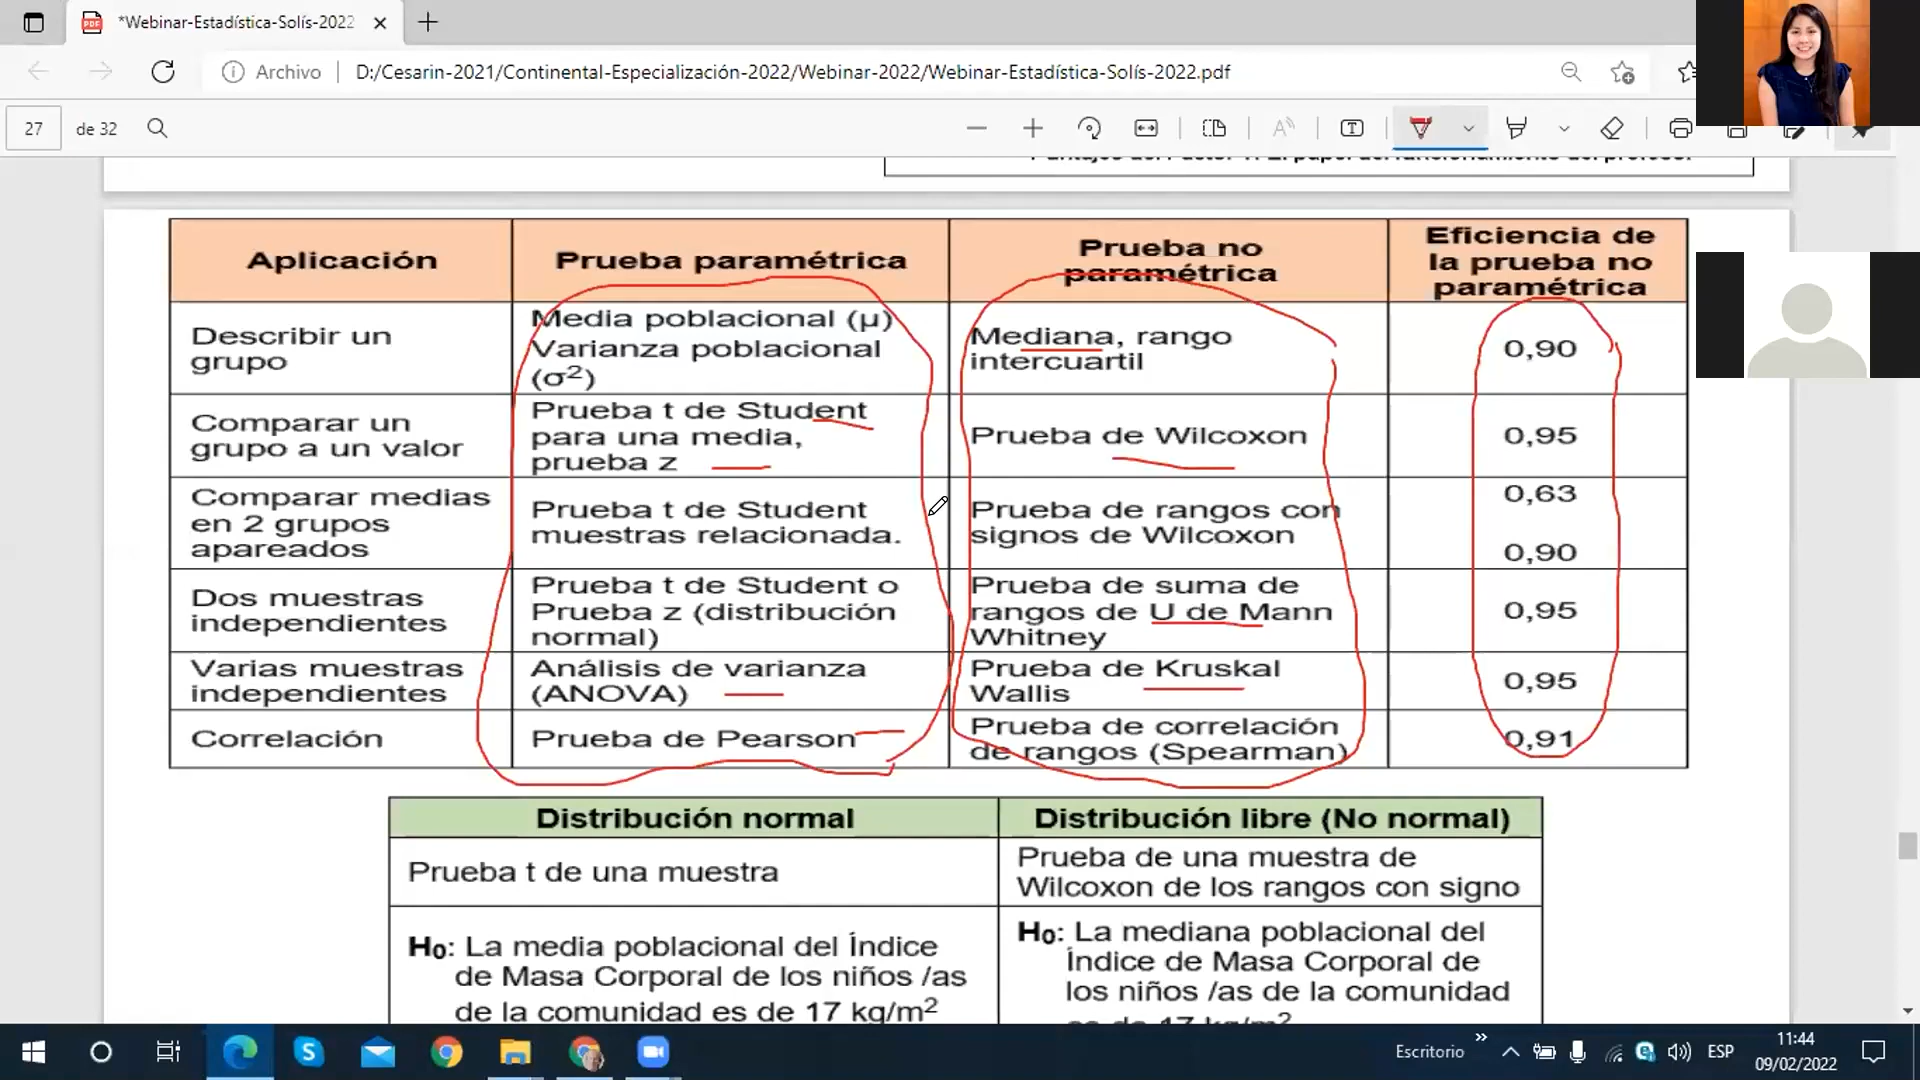 *Webinar-Estadística-Solís-2022
Archivo
D:/Cesarin-2021/Continental-Especialización-2022/Webinar-2022/Webinar-Estadística-Solís-2022.pdf
27
de 32
Aplicación
Prueba paramétrica
Prueba no
paramétrica
Eficiencia de
la prueba no
paramétrica
Describir un
grupo
Media poblacional (μ)
Varianza poblacional
(σ²)
Mediana, rango
intercuartil
0,90
Comparar un
grupo a un valor
Prueba t de Student
para una media,
prueba z
Prueba de Wilcoxon
0,95
Comparar medias
en 2 grupos
apareados
Prueba t de Student
muestras relacionada.
Prueba de rangos con
signos de Wilcoxon
0,63
0,90
Dos muestras
independientes
Prueba t de Student o
Prueba z (distribución
normal)
Prueba de suma de
rangos de U de Mann
Whitney
0,95
Varias muestras
independientes
Análisis de varianza
(ANOVA)
Prueba de Kruskal
Wallis
0,95
Correlación
Prueba de Pearson
Prueba de correlación
de rangos (Spearman)
0,91
Distribución normal
Distribución libre (No normal)
Prueba t de una muestra
Prueba de una muestra de
Wilcoxon de los rangos con signo
H₀: La media poblacional del Índice
de Masa Corporal de los niños /as
de la comunidad es de 17 kg/m²
H₀: La mediana poblacional del
Índice de Masa Corporal de
los niños /as de la comunidad
es de 17 kg/m²
Escritorio
ESP
11:44
09/02/2022